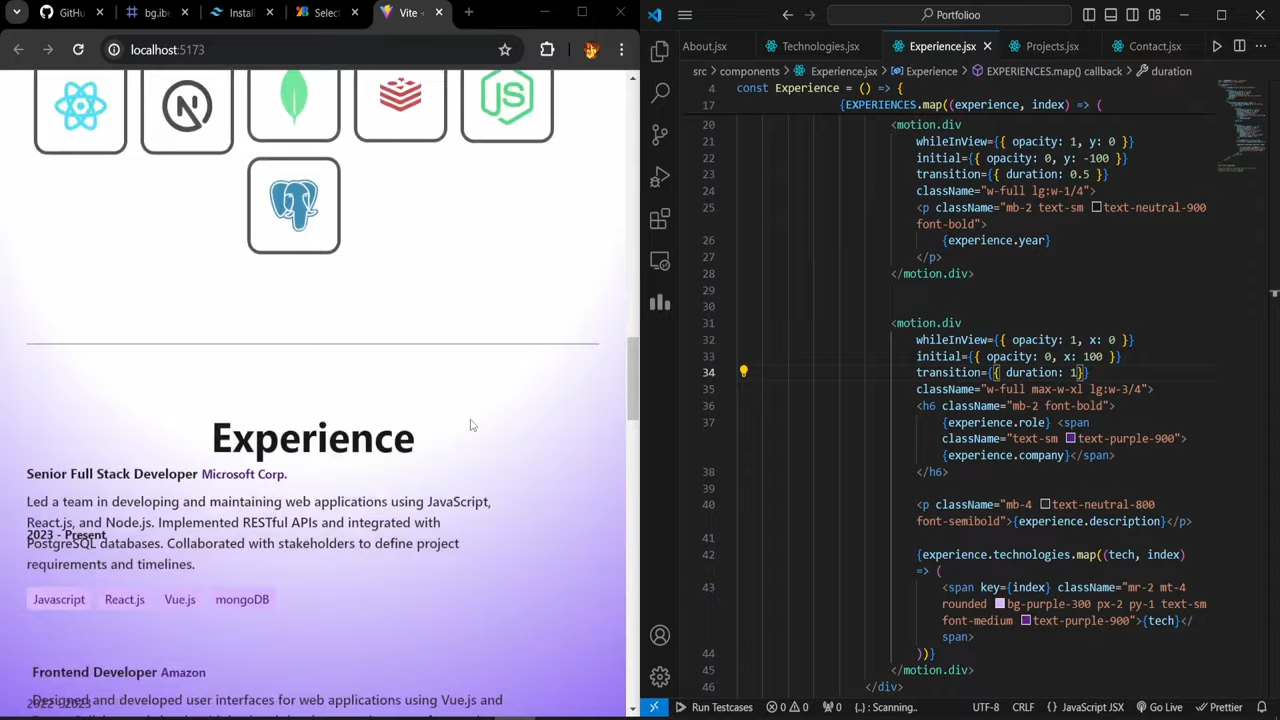 GitHu
bg.ibe
Install
Select
Vite +
localhost:5173
JS
Experience
Senior Full Stack Developer Microsoft Corp.
Led a team in developing and maintaining web applications using JavaScript,
React.js, and Node.js. Implemented RESTful APIs and integrated with
2023 - Present
PostgreSQL databases. Collaborated with stakeholders to define project
requirements and timelines.
Javascript React.js Vue.js mongoDB
Frontend Developer Amazon
Designed and developed user interfaces for web applications using Vue.js and
2022 - 2023
Portfolioo
About.jsx Technologies.jsx Experience.jsx Projects.jsx Contact.jsx
src > components > Experience.jsx > Experience > EXPERIENCES.map() callback > duration
4 const Experience = () => {
17 {EXPERIENCES.map((experience, index) => (
20 <motion.div
21 whileInView={{ opacity: 1, y: 0 }}
22 initial={{ opacity: 0, y: -100 }}
23 transition={{ duration: 0.5 }}
24 className="w-full lg:w-1/4">
25 <p className="mb-2 text-sm text-neutral-900
font-bold">
26 {experience.year}
27 </p>
28 </motion.div>
29
30
31 <motion.div
32 whileInView={{ opacity: 1, x: 0 }}
33 initial={{ opacity: 0, x: 100 }}
34 transition={{ duration: 1}}
35 className="w-full max-w-xl lg:w-3/4">
36 <h6 className="mb-2 font-bold">
37 {experience.role} <span
className="text-sm text-purple-900">
{experience.company}</span>
38 </h6>
39
40 <p className="mb-4 text-neutral-800
font-semibold">{experience.description}</p>
41
42 {experience.technologies.map((tech, index)
=> (
43 <span key={index} className="mr-2 mt-4
rounded bg-purple-300 px-2 py-1 text-sm
font-medium text-purple-900">{tech}</
span>
44 ))}
45 </motion.div>
46 </div>
Run Testcases 0 0 0 {..} : Scanning.. UTF-8 CRLF {} JavaScript JSX Go Live Prettier